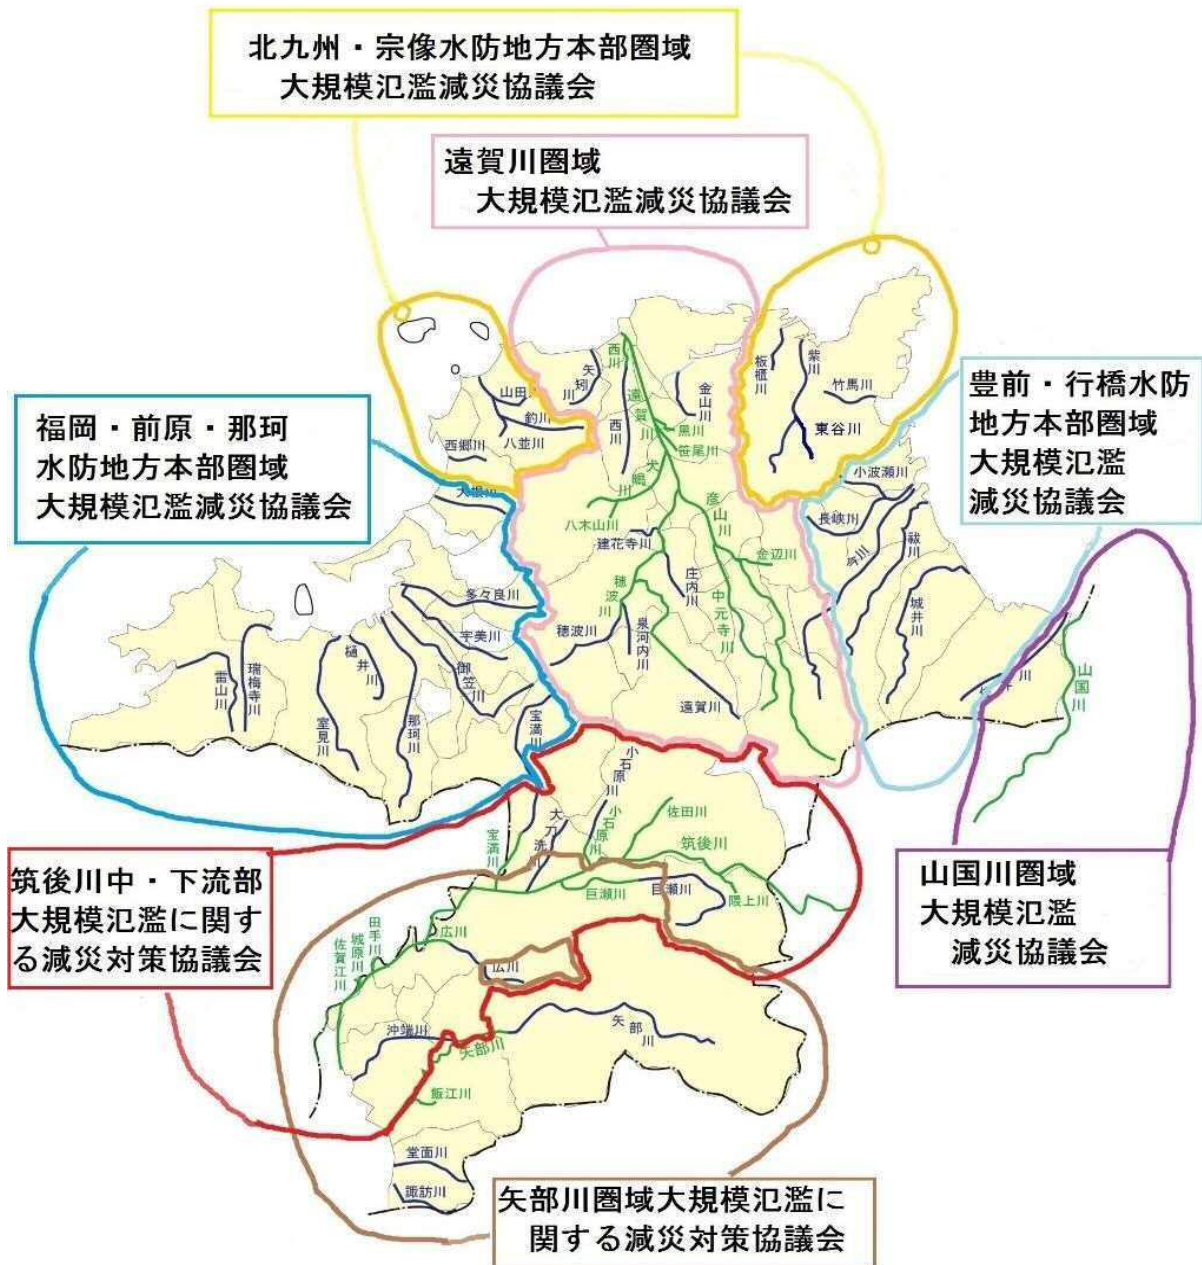 北九州・宗像水防地方本部圏域
大規模氾濫減災協議会
遠賀川圏域
大規模氾濫減災協議会
福岡・前原・那珂
水防地方本部圏域
大規模氾濫減災協議会
豊前・行橋水防
地方本部圏域
大規模氾濫
減災協議会
西川
矢矧川
山田
釣川
西郷川
八並川
西川
遠賀川
金山川
黒川
笹尾川
犬鳴川
板櫃川
紫川
竹馬川
東谷川
小波瀬川
長峡川
祓川
城井川
大根川
八木山川
建花寺川
彦山川
金辺川
庄内川
中元寺川
穂波川
穂波川
泉河内川
遠賀川
多々良川
宇美川
御笠川
樋井川
瑞梅寺川
雷山川
室見川
那珂川
宝満川
川
山国川
小石原川
小石原川
大刀洗川
佐田川
筑後川
宝満川
巨瀬川
巨瀬川
隈上川
広川
広川
田手川
城原川
佐賀江川
沖端川
矢部川
矢部川
飯江川
堂面川
諏訪川
筑後川中・下流部
大規模氾濫に関す
る減災対策協議会
山国川圏域
大規模氾濫
減災協議会
矢部川圏域大規模氾濫に
関する減災対策協議会